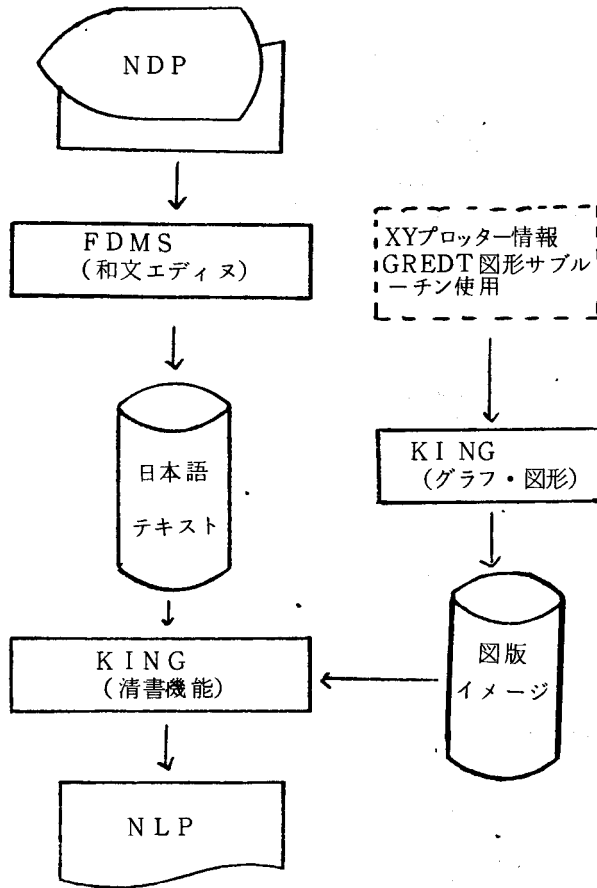 NDP
FDMS
(和文エディヌ)
日本語
テキスト
KING
(清書機能)
NLP
XYプロッター情報
GREDT図形サブル
ーチン使用
KING
(グラフ・図形)
図版
イメージ